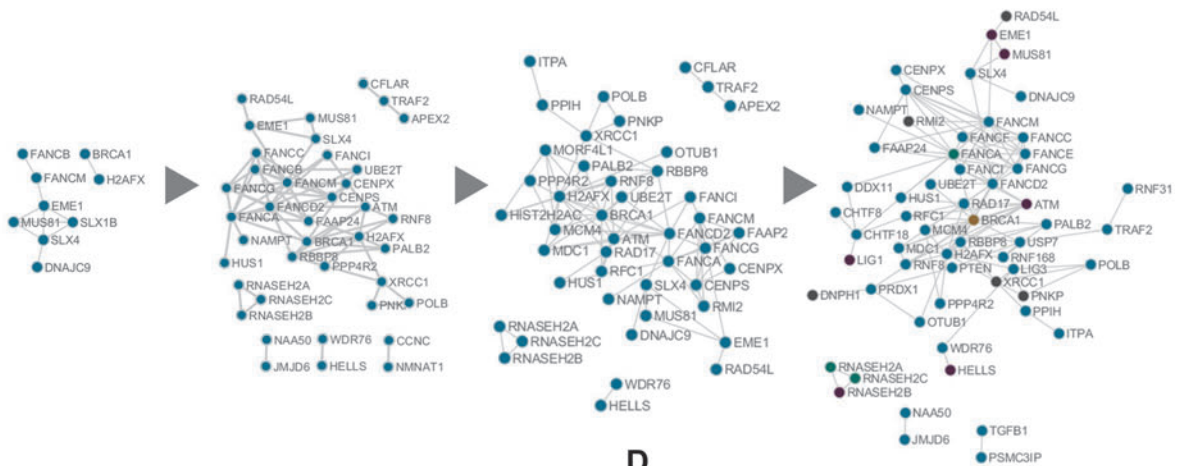 FANCB
BRCA1
FANCM
H2AFX
EME1
MUS81
SLX1B
SLX4
DNAJC9
CFLAR
RAD54L
TRAF2
MUS81
APEX2
EME1
SLX4
FANCC
FANCI
FANCB
UBE2T
FANCG
FANCM
CENPX
CENPS
FANCD2
ATM
FANCA
FAAP24
RNF8
NAMPT
BRCA1
H2AFX
PALB2
HUS1
RBBP8
PPP4R2
XRCC1
RNASEH2A
RNASEH2C
PNKP
POLB
RNASEH2B
NAA50
WDR76
CCNC
JMJD6
HELLS
NMNAT1
ITPA
CFLAR
TRAF2
PPIH
POLB
APEX2
PNKP
XRCC1
MORF4L1
OTUB1
PALB2
RBBP8
PPP4R2
RNF8
H2AFX
UBE2T
FANCI
HIST2H2AC
BRCA1
FANCM
MCM4
ATM
FANCD2
FAAP2
MDC1
RAD17
FANCG
FANCA
RFC1
CENPX
HUS1
SLX4
CENPS
NAMPT
RMI2
MUS81
RNASEH2A
DNAJC9
RNASEH2C
EME1
RNASEH2B
RAD54L
WDR76
HELLS
D
RAD54L
EME1
MUS81
CENPX
SLX4
CENPS
DNAJC9
NAMPT
RMI2
FANCM
FANCF
FANCC
FAAP24
FANCA
FANCE
FANCI
FANCG
DDX11
UBE2T
FANCD2
RNF31
HUS1
RAD17
ATM
CHTF8
RFC1
BRCA1
PALB2
CHTF18
MCM4
TRAF2
RBBP8
USP7
MDC1
H2AFX
RNF168
LIG1
RNF8
PTEN
LIG3
POLB
XRCC1
DNPH1
PRDX1
PNKP
PPP4R2
PPIH
OTUB1
ITPA
WDR76
RNASEH2A
HELLS
RNASEH2C
RNASEH2B
NAA50
TGFB1
JMJD6
PSMC3IP